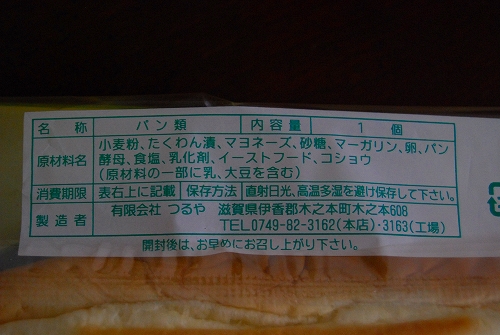 名称 パン類 内容量 1個
原材料名 小麦粉、たくわん漬、マヨネーズ、砂糖、マーガリン、卵、パン
酵母、食塩、乳化剤、イーストフード、コショウ
(原材料の一部に乳、大豆を含む)
消費期限 表右上に記載 保存方法 直射日光、高温多湿を避け保存して下さい。
製造者 有限会社 つるや 滋賀県伊香郡木之本町木之本608
TEL.0749-82-3162(本店)・3163(工場)
開封後は、お早めにお召し上がり下さい。